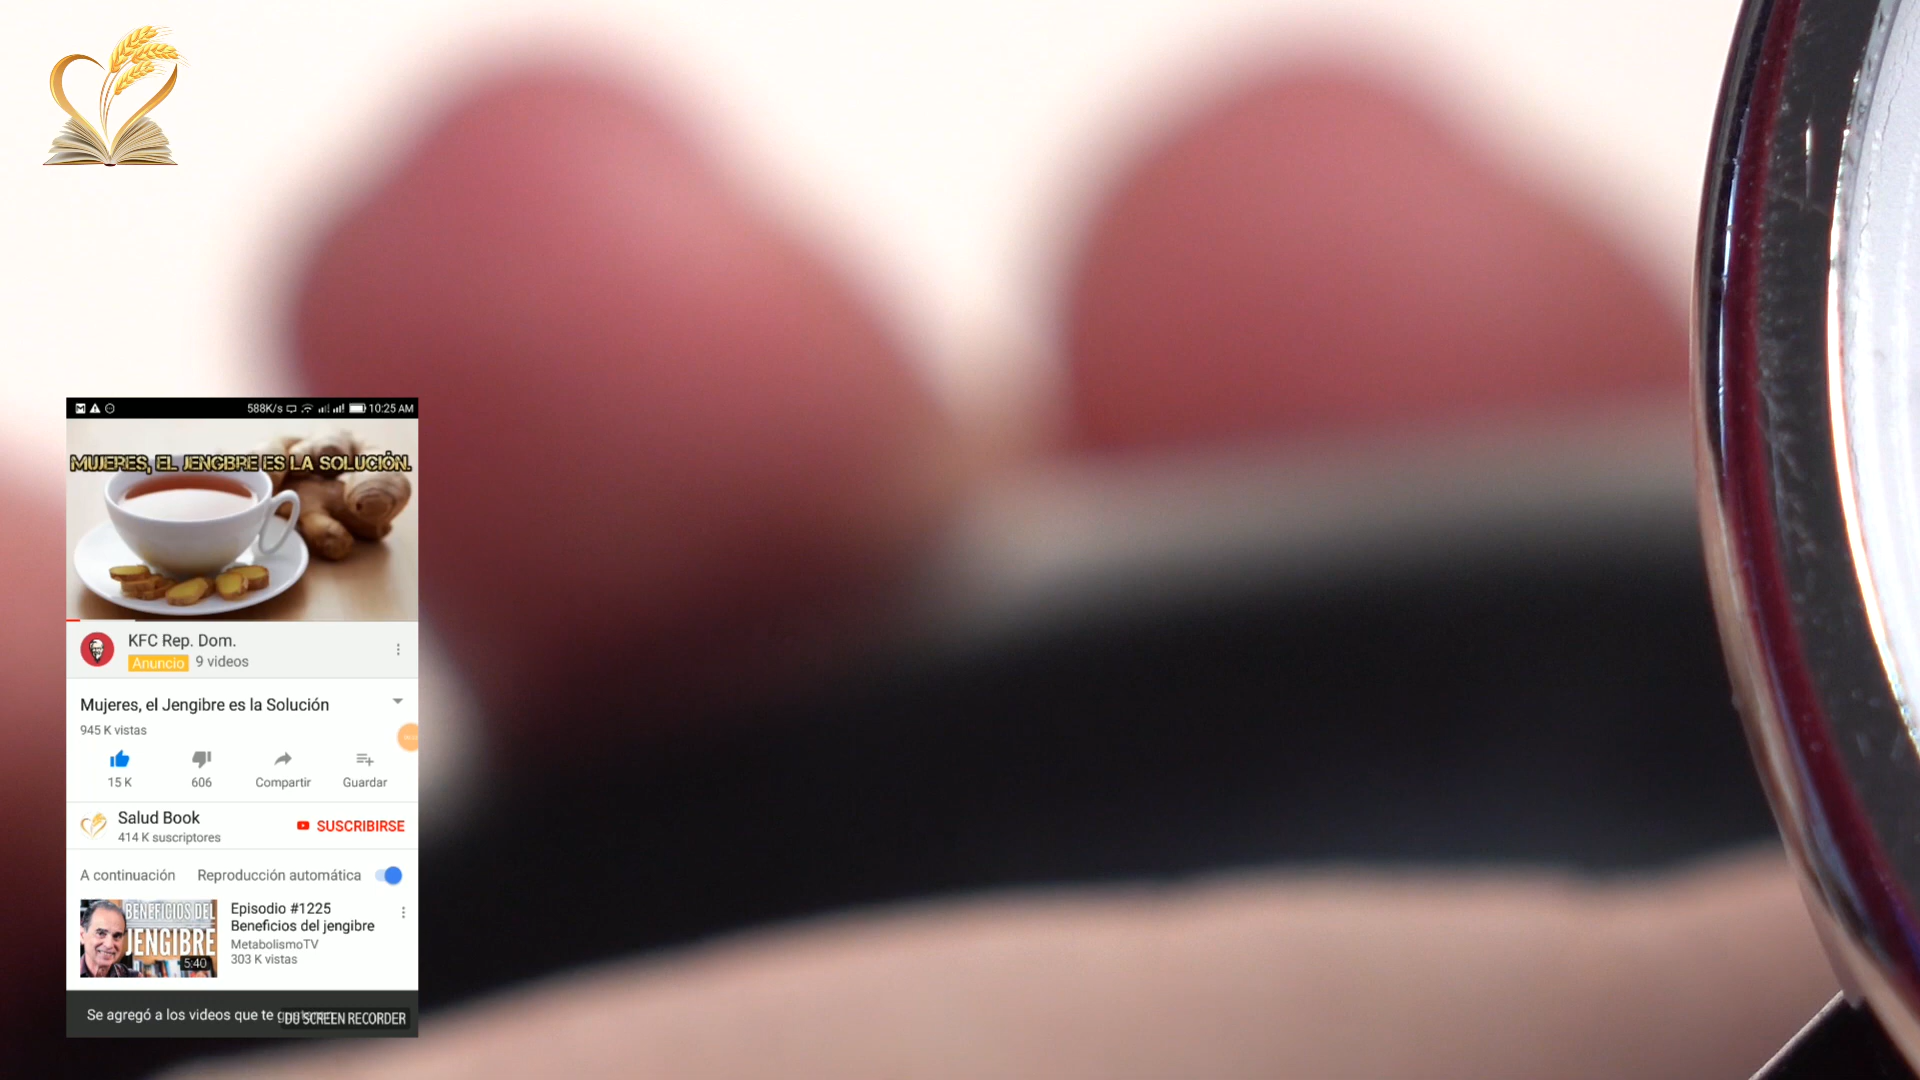 588K/s 10:25 AM
MUJERES, EL JENGBRE ES LA SOLUCIÓN.
KFC Rep. Dom.
Anuncio 9 videos
Mujeres, el Jengibre es la Solución
945 K vistas
15 K 606 Compartir Guardar
Salud Book
414 K suscriptores
SUSCRIBIRSE
A continuación Reproducción automática
BENEFICIOS DEL
JENGIBRE
5:40
Episodio #1225
Beneficios del jengibre
MetabolismoTV
303 K vistas
Se agregó a los videos que te
DU SCREEN RECORDER